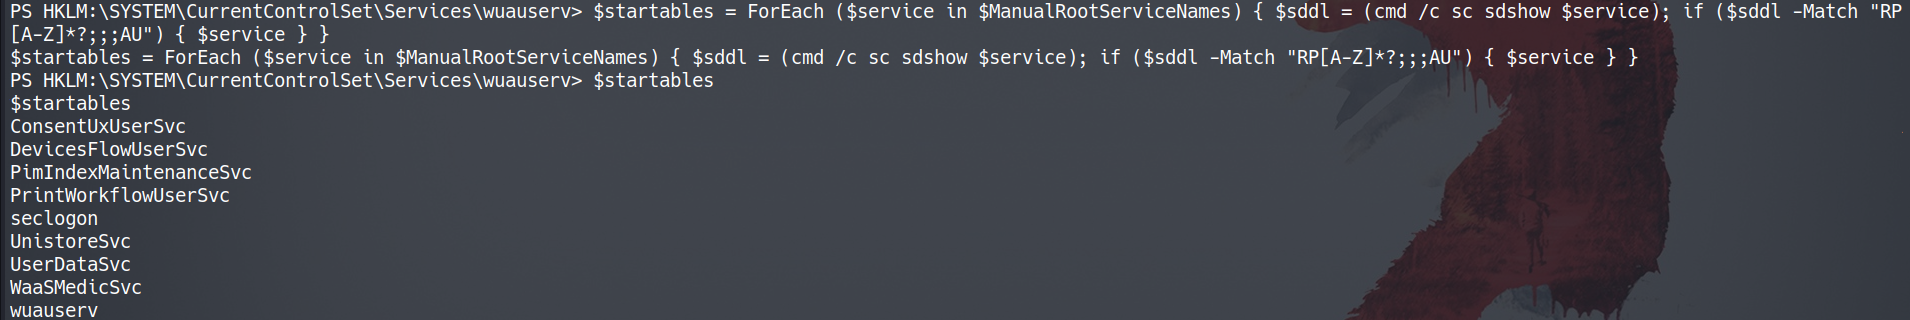 PS HKLM:\SYSTEM\CurrentControlSet\Services\wuauserv> $startables = ForEach ($service in $ManualRootServiceNames) { $sddl = (cmd /c sc sdshow $service); if ($sddl -Match "RP
[A-Z]*?;;;AU") { $service } }
$startables = ForEach ($service in $ManualRootServiceNames) { $sddl = (cmd /c sc sdshow $service); if ($sddl -Match "RP[A-Z]*?;;;AU") { $service } }
PS HKLM:\SYSTEM\CurrentControlSet\Services\wuauserv> $startables
$startables
ConsentUxUserSvc
DevicesFlowUserSvc
PimIndexMaintenanceSvc
PrintWorkflowUserSvc
seclogon
UnistoreSvc
UserDataSvc
WaaSMedicSvc
wuauserv